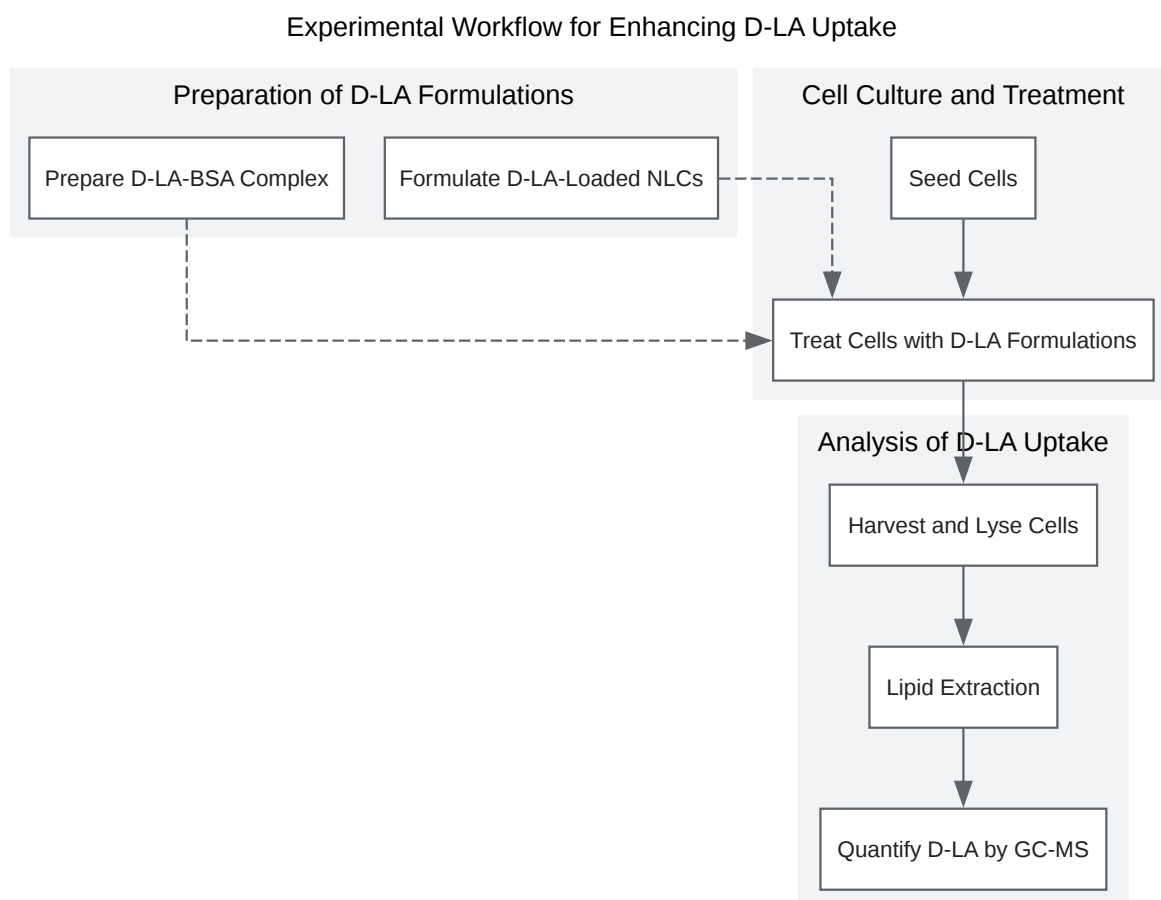 Experimental Workflow for Enhancing D-LA Uptake
Preparation of D-LA Formulations
Prepare D-LA-BSA Complex
Formulate D-LA-Loaded NLCs
Cell Culture and Treatment
Seed Cells
Treat Cells with D-LA Formulations
Analysis of D-LA Uptake
Harvest and Lyse Cells
Lipid Extraction
Quantify D-LA by GC-MS